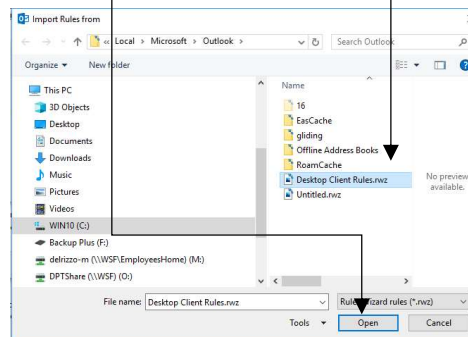 Import Rules from
« Local > Microsoft > Outlook >
Search Outlook
Organize
New folder
This PC
3D Objects
Desktop
Documents
Downloads
Music
Pictures
Videos
WIN10 (C:)
Backup Plus (F:)
delrizzo-m (\\WSF\EmployeesHome) (M:)
DPTShare (\\WSF) (O:)
Name
16
EasCache
gliding
Offline Address Books
RoamCache
Desktop Client Rules.rwz
Untitled.rwz
No preview
available.
File name: Desktop Client Rules.rwz
rules (*.rwz)
Tools
Open
Cancel